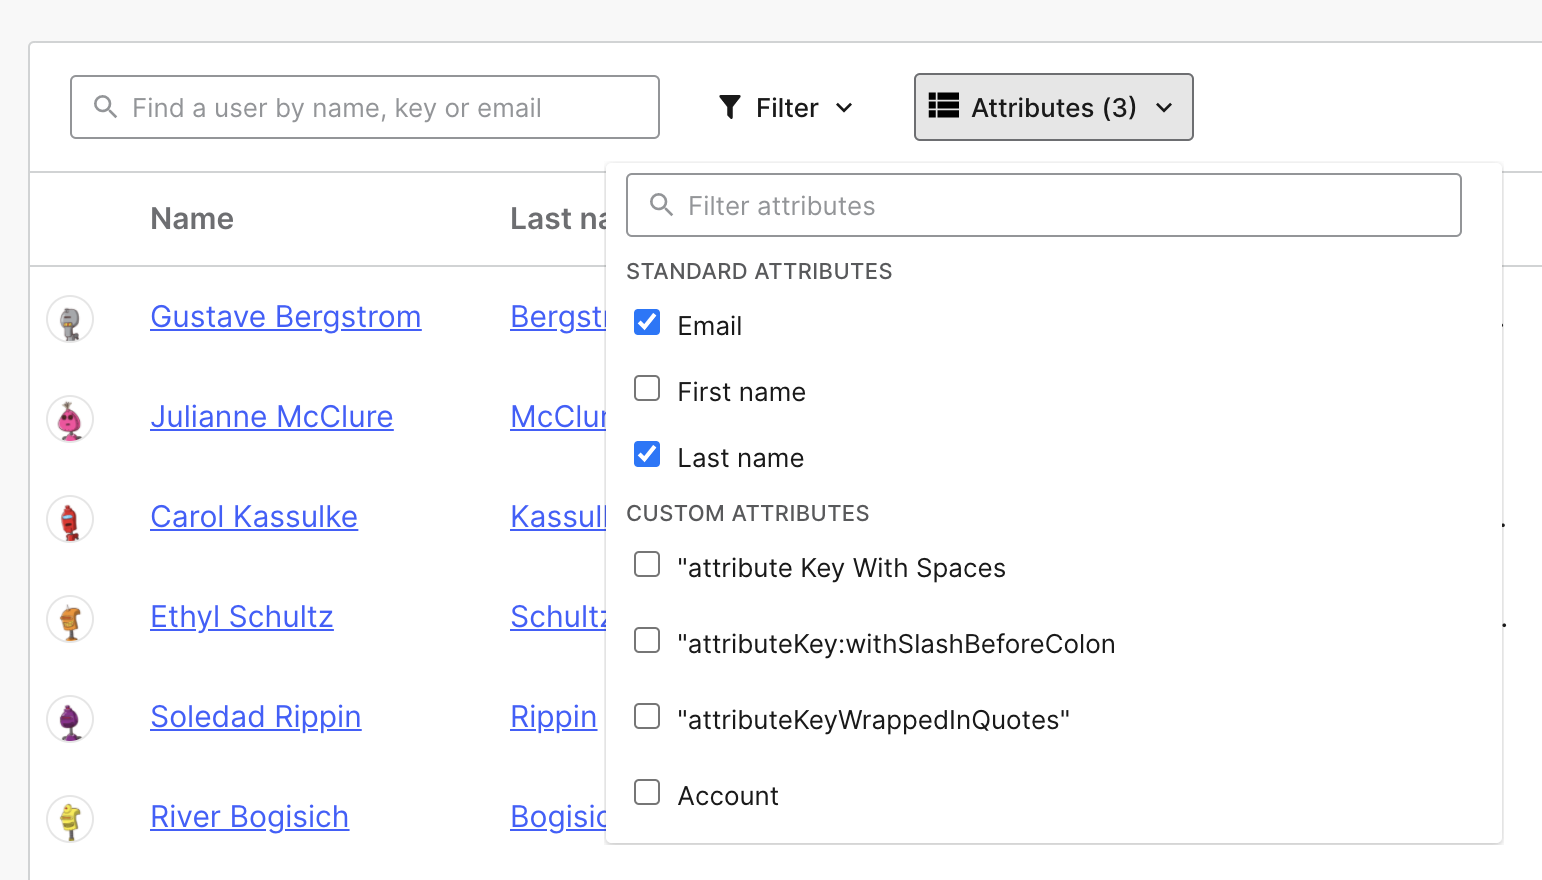 Find a user by name, key or email
Filter
Attributes (3)
Name
Last na
Filter attributes
STANDARD ATTRIBUTES
Email
First name
Last name
CUSTOM ATTRIBUTES
"attribute Key With Spaces
"attributeKey:withSlashBeforeColon
"attributeKeyWrappedInQuotes"
Account
Gustave Bergstrom
Bergstr
Julianne McClure
McClur
Carol Kassulke
Kassull
Ethyl Schultz
Schultz
Soledad Rippin
Rippin
River Bogisich
Bogisic